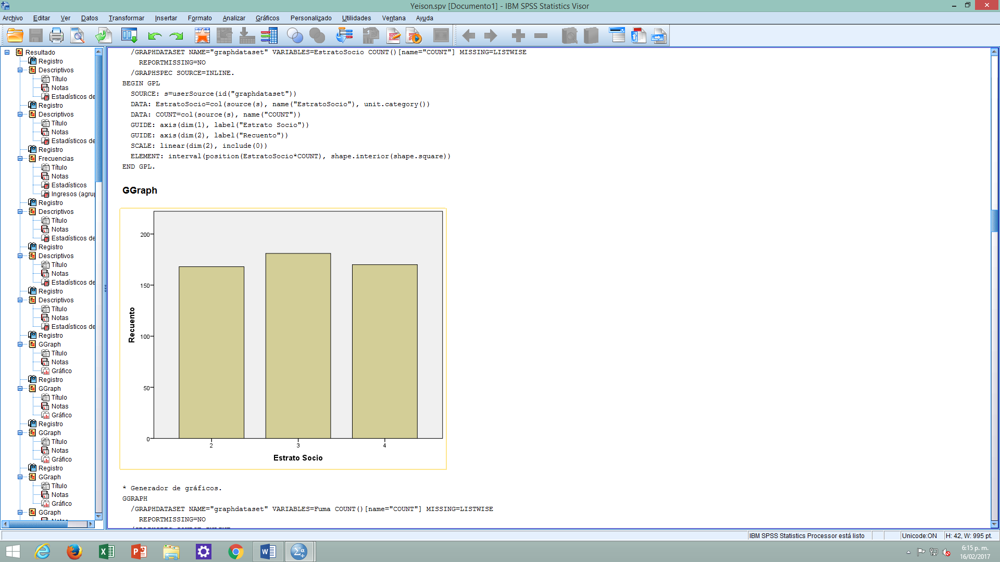 Yeison.spv [Documento1] - IBM SPSS Statistics Visor
Archivo Editar Ver Datos Transformar Insertar Formato Analizar Gráficos Personalizado Utilidades Ventana Ayuda
Resultado
Registro
Descriptivos
Título
Notas
Estadísticos de
Registro
Descriptivos
Título
Notas
Estadísticos de
Registro
Frecuencias
Título
Notas
Estadísticos
Ingresos (agru
Registro
Descriptivos
Título
Notas
Estadísticos de
Registro
Descriptivos
Título
Notas
Estadísticos de
Registro
Descriptivos
Título
Notas
Estadísticos de
Registro
GGraph
Título
Notas
Gráfico
Registro
GGraph
Título
Notas
Gráfico
Registro
GGraph
Título
Notas
Gráfico
Registro
GGraph
Título
Notas
Gráfico
GGraph
/GRAPHDATASET NAME="graphdataset" VARIABLES=EstratoSocio COUNT()[name="COUNT"] MISSING=LISTWISE
REPORTMISSING=NO
/GRAPHSPEC SOURCE=INLINE.
BEGIN GPL
SOURCE: s=userSource(id("graphdataset"))
DATA: EstratoSocio=col(source(s), name("EstratoSocio"), unit.category())
DATA: COUNT=col(source(s), name("COUNT"))
GUIDE: axis(dim(1), label("Estrato Socio"))
GUIDE: axis(dim(2), label("Recuento"))
SCALE: linear(dim(2), include(0))
ELEMENT: interval(position(EstratoSocio*COUNT), shape.interior(shape.square))
END GPL.
GGraph
200
150
100
50
0
Recuento
2 3 4
Estrato Socio
* Generador de gráficos.
GGRAPH
/GRAPHDATASET NAME="graphdataset" VARIABLES=Fuma COUNT()[name="COUNT"] MISSING=LISTWISE
REPORTMISSING=NO
IBM SPSS Statistics Processor está listo Unicode:ON H: 42, W: 995 pt.
6:15 p. m.
16/02/2017